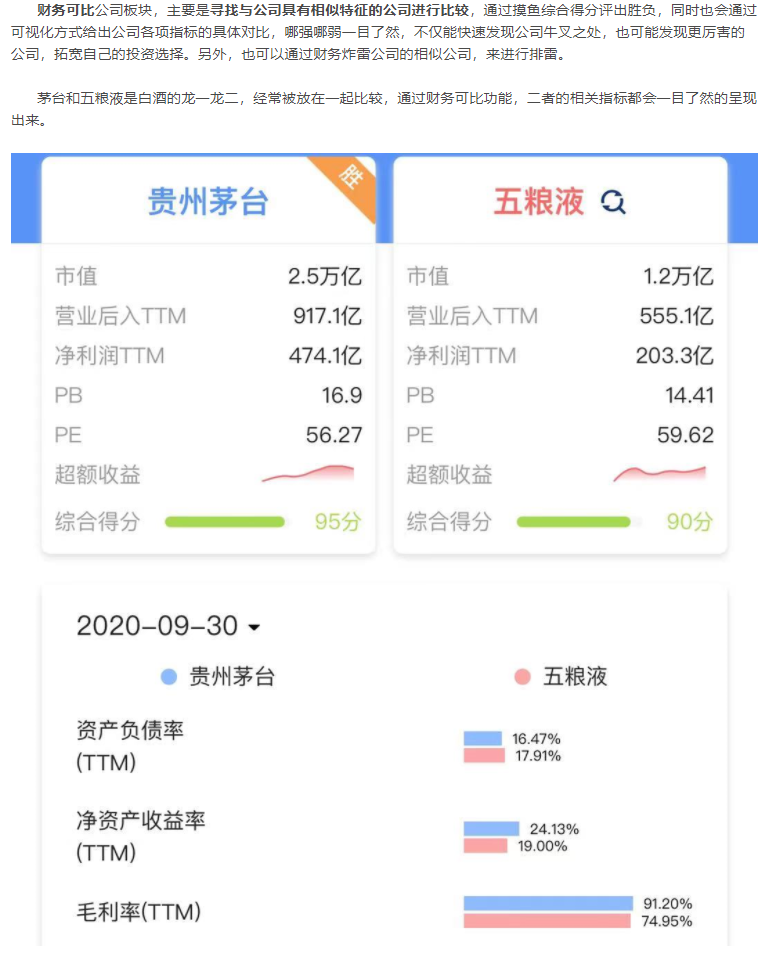 财务可比公司板块，主要是寻找与公司具有相似特征的公司进行比较，通过摸鱼综合得分评出胜负，同时也会通过
可视化方式给出公司各项指标的具体对比，哪强哪弱一目了然，不仅能快速发现公司牛叉之处，也可能发现更厉害的
公司，拓宽自己的投资选择。另外，也可以通过财务炸雷公司的相似公司，来进行排雷。
茅台和五粮液是白酒的龙一龙二，经常被放在一起比较，通过财务可比功能，二者的相关指标都会一目了然的呈现
出来。
贵州茅台 胜
市值 2.5万亿
营业后入TTM 917.1亿
净利润TTM 474.1亿
PB 16.9
PE 56.27
超额收益
综合得分 95分
五粮液
市值 1.2万亿
营业后入TTM 555.1亿
净利润TTM 203.3亿
PB 14.41
PE 59.62
超额收益
综合得分 90分
2020-09-30
贵州茅台 五粮液
资产负债率
(TTM)
16.47%
17.91%
净资产收益率
(TTM)
24.13%
19.00%
毛利率(TTM)
91.20%
74.95%